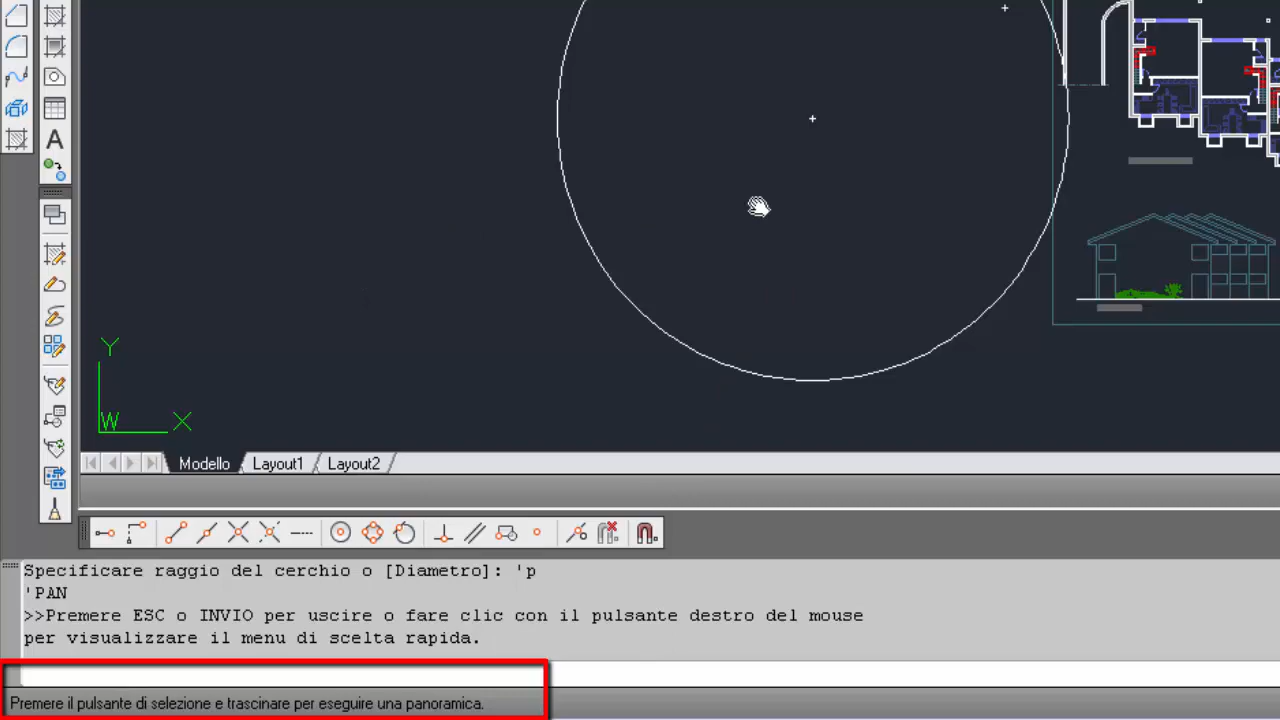 A
Y
W X
Modello Layout1 Layout2
Specificare raggio del cerchio o [Diametro]: 'p
'PAN
>>Premere ESC o INVIO per uscire o fare clic con il pulsante destro del mouse
per visualizzare il menu di scelta rapida.
Premere il pulsante di selezione e trascinare per eseguire una panoramica.